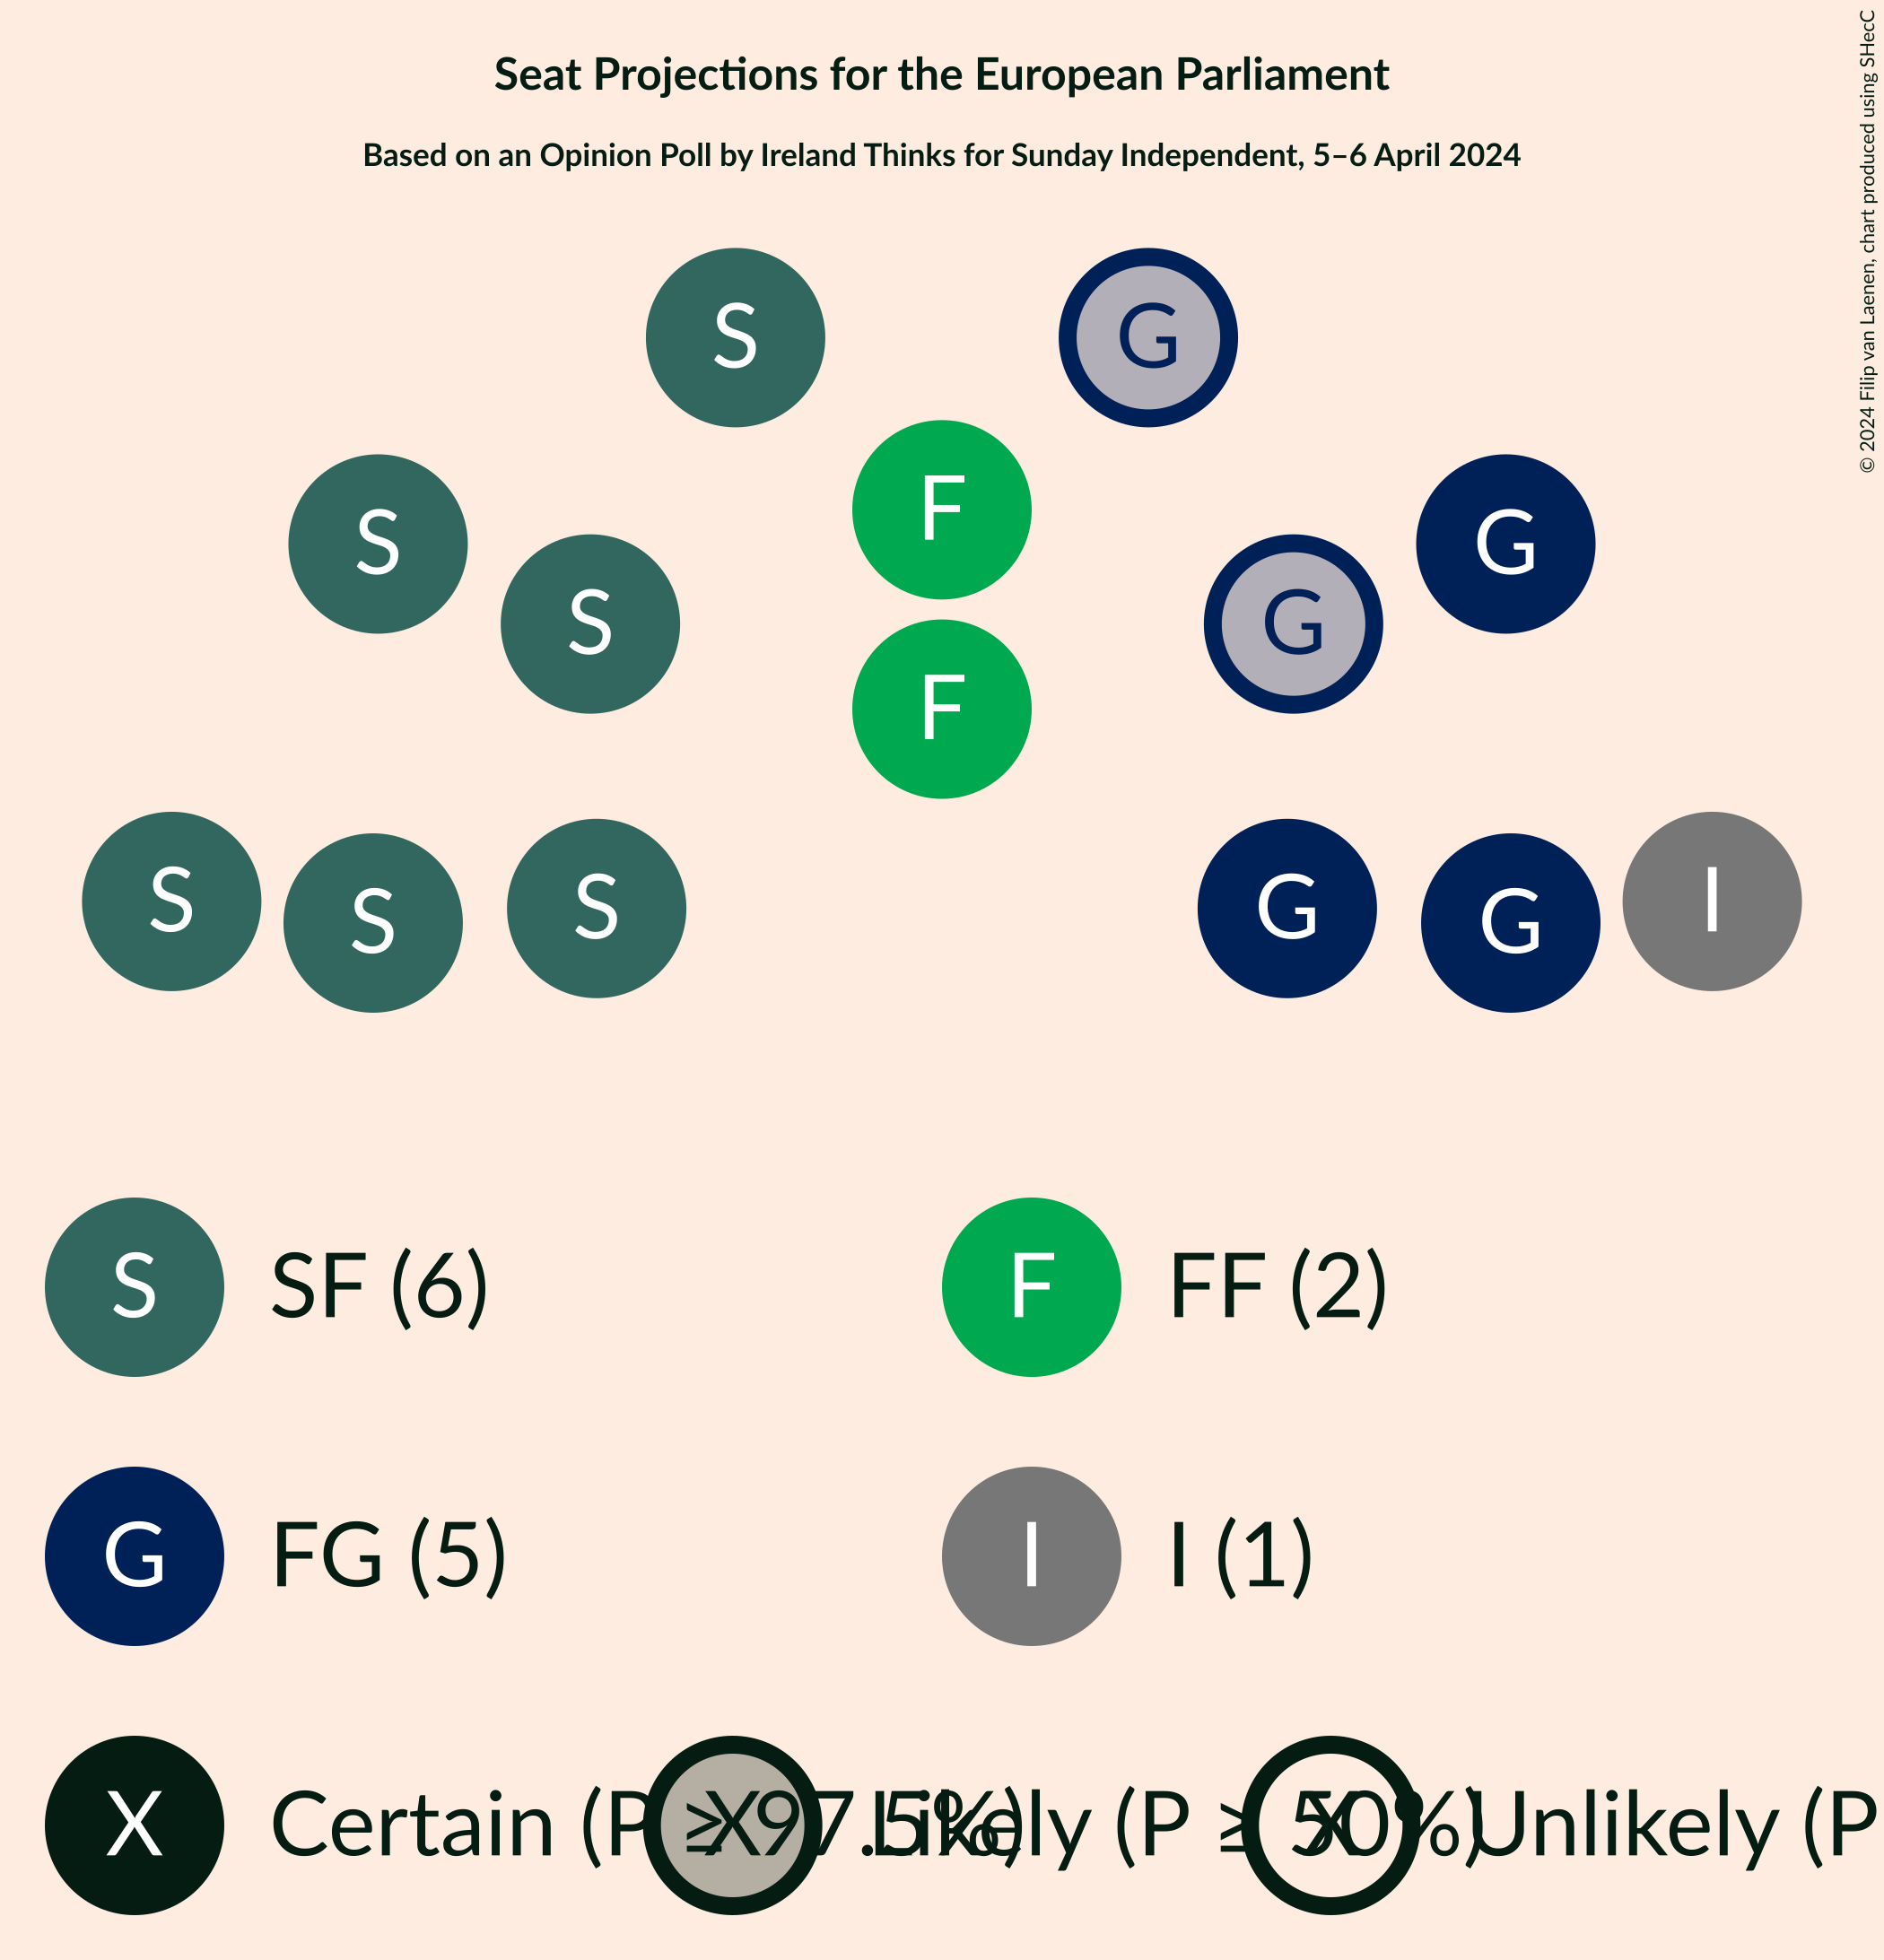 Seat Projections for the European Parliament
Based on an Opinion Poll by Ireland Thinks for Sunday Independent, 5–6 April 2024
© 2024 Filip van Laenen, chart produced using SHecC
S G
F
S G
S G
F
S I
S G
S G
S SF (6) F FF (2)
G FG (5) I I (1)
X Certain (P ≥ 97.5%) X Likely (P ≥ 50%) X Unlikely (P